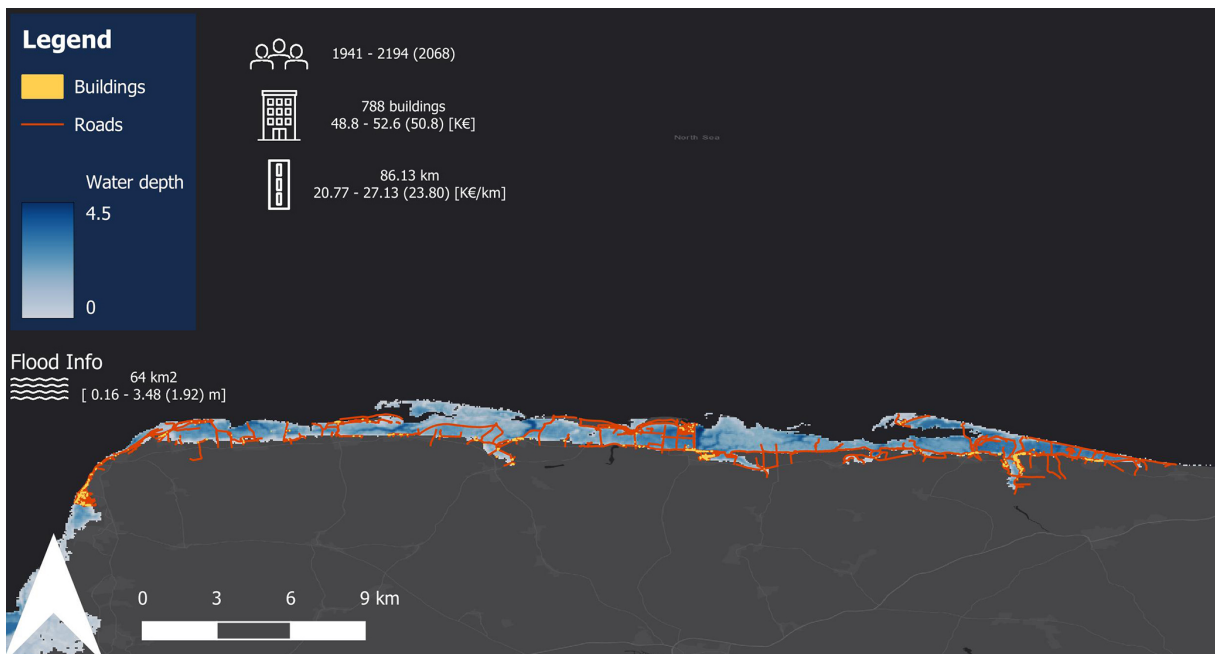 Legend
Buildings
Roads
Water depth
4.5
0
1941 - 2194 (2068)
788 buildings
48.8 - 52.6 (50.8) [K€]
86.13 km
20.77 - 27.13 (23.80) [K€/km]
North Sea
Flood Info
64 km2
[ 0.16 - 3.48 (1.92) m]
0 3 6 9 km